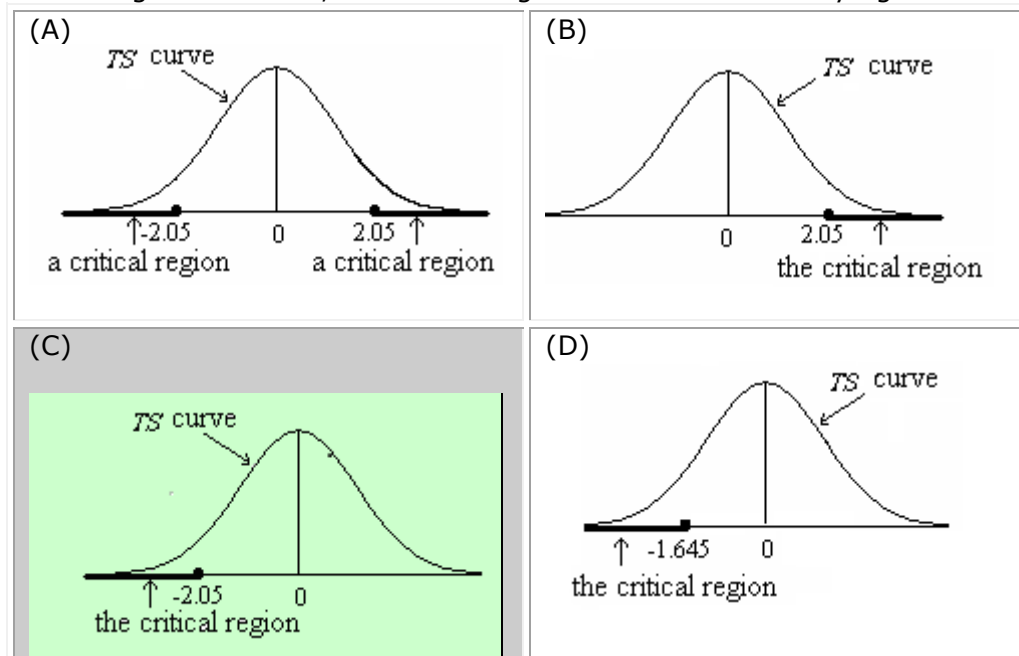 (A)
TS curve
-2.05 0 2.05
a critical region a critical region
(B)
TS curve
0 2.05
the critical region
(C)
TS curve
-2.05 0
the critical region
(D)
TS curve
-1.645 0
the critical region